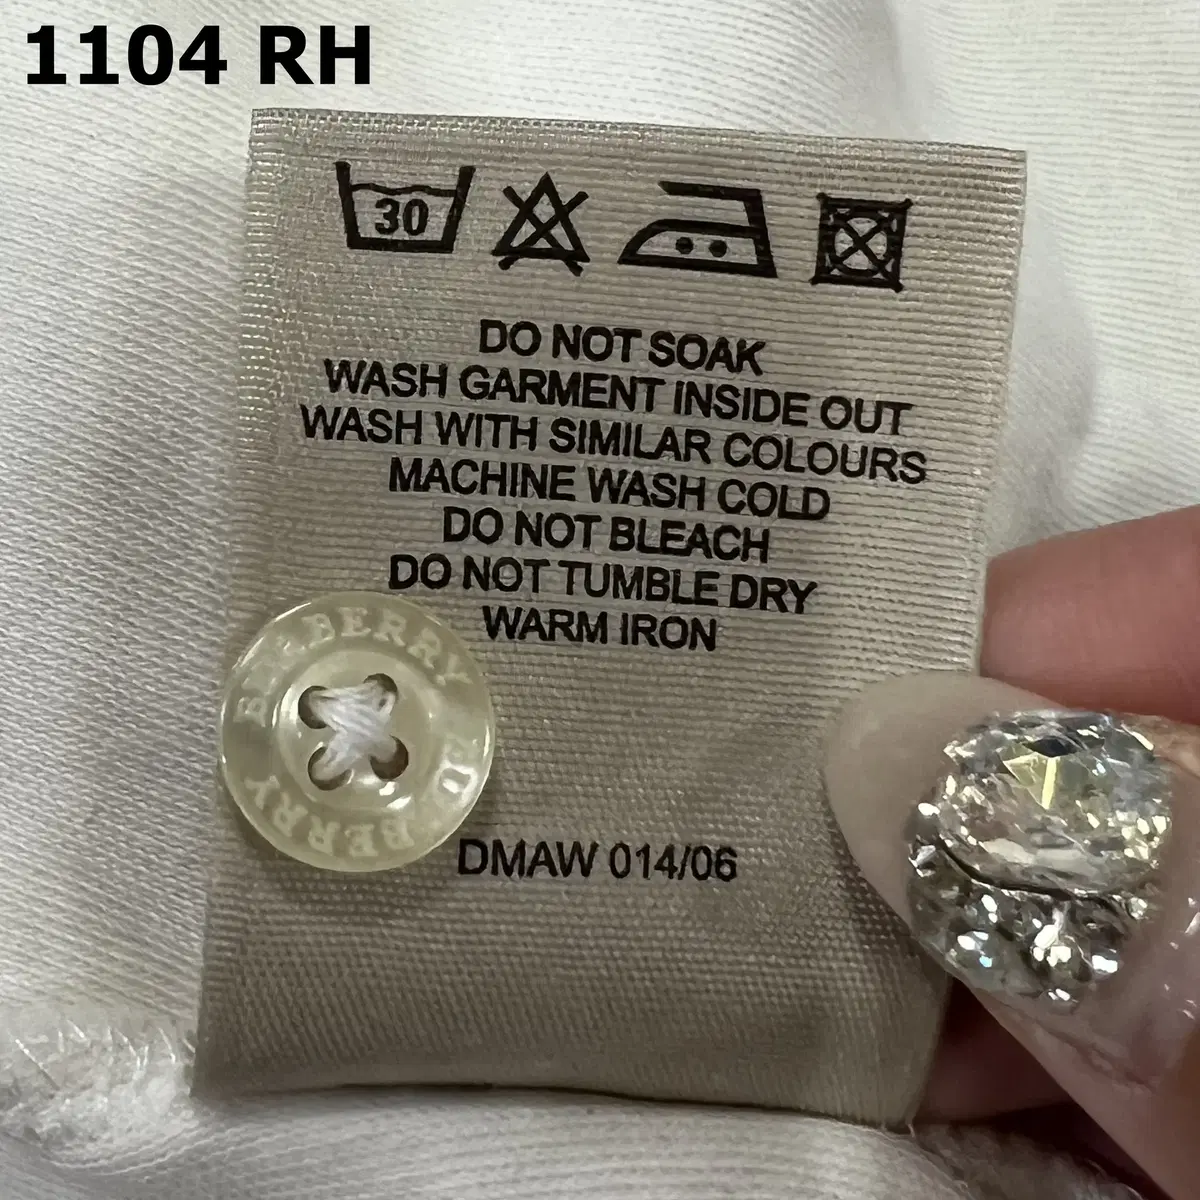 1104 RH
30
DO NOT SOAK
WASH GARMENT INSIDE OUT
WASH WITH SIMILAR COLOURS
MACHINE WASH COLD
DO NOT BLEACH
DO NOT TUMBLE DRY
WARM IRON
BURBERRY
DMAW 014/06